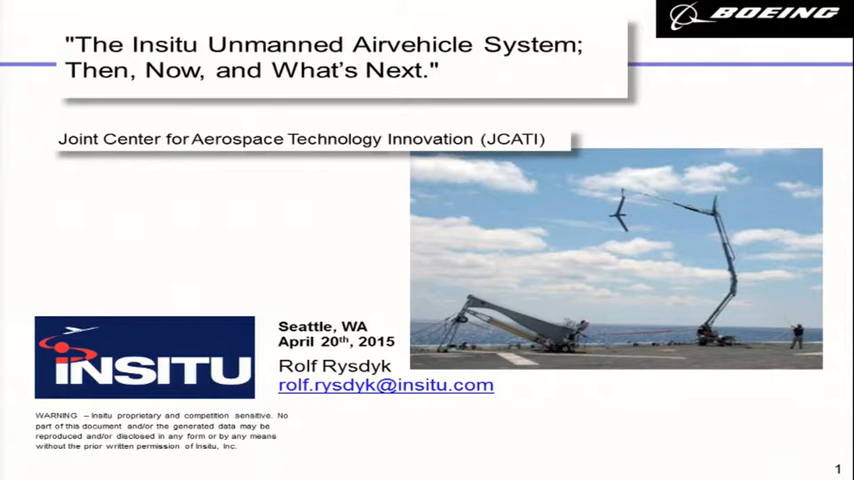 BOEING
"The Insitu Unmanned Airvehicle System;
Then, Now, and What's Next."
Joint Center for Aerospace Technology Innovation (JCATI)
INSITU
Seattle, WA
April 20th, 2015
Rolf Rysdyk
rolf.rysdyk@insitu.com
WARNING – Insitu proprietary and competition sensitive. No
part of this document and/or the generated data may be
reproduced and/or disclosed in any form or by any means
without the prior written permission of Insitu, Inc.
1